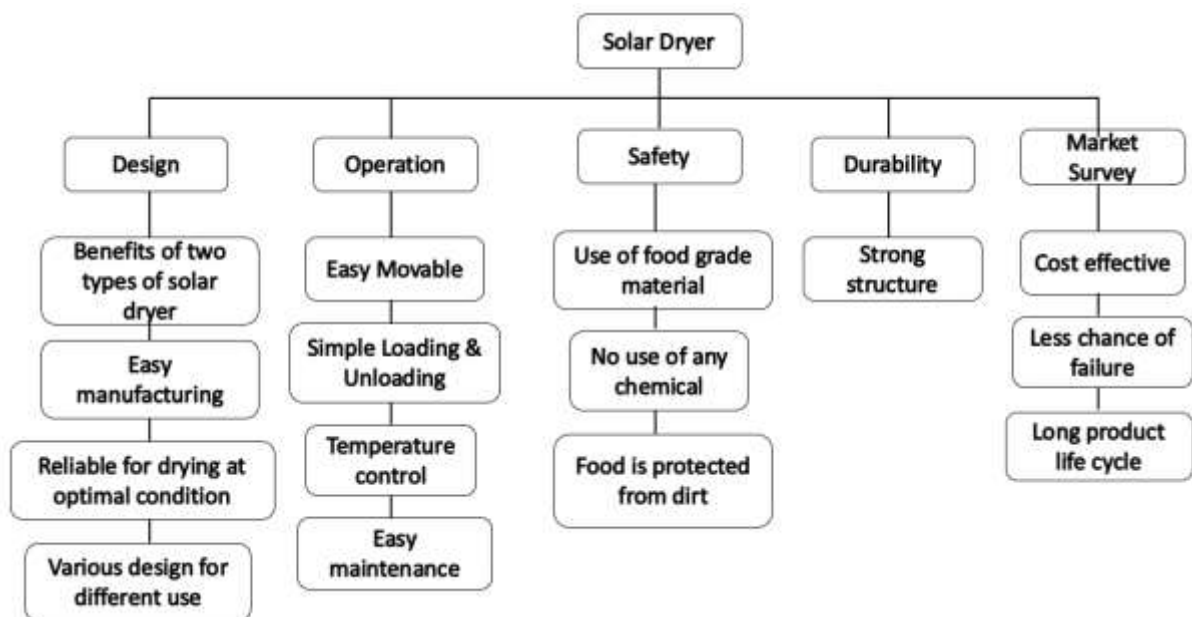 Solar Dryer
Design
Operation
Safety
Durability
Market
Survey
Benefits of two
types of solar
dryer
Easy
manufacturing
Reliable for drying at
optimal condition
Various design for
different use
Easy Movable
Simple Loading &
Unloading
Temperature
control
Easy
maintenance
Use of food grade
material
No use of any
chemical
Food is protected
from dirt
Strong
structure
Cost effective
Less chance of
failure
Long product
life cycle